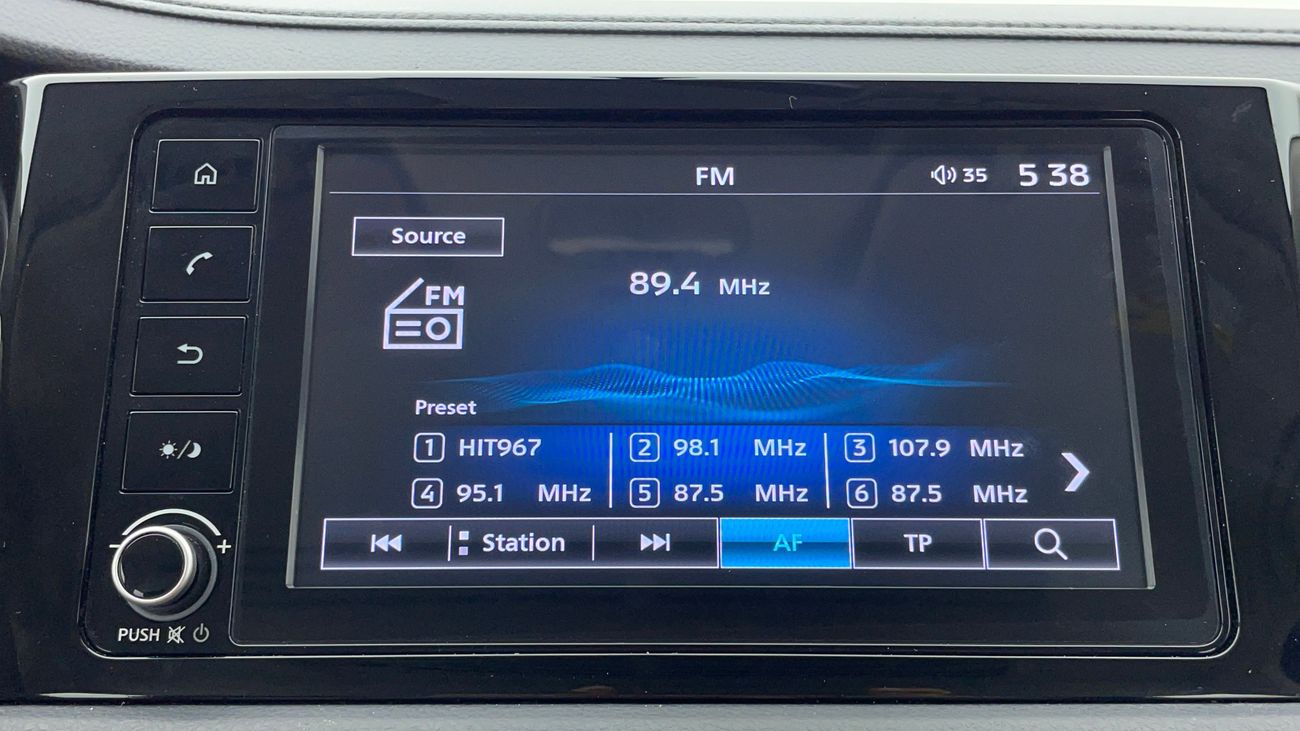 FM 35 5 38
Source
FM
89.4 MHz
Preset
1 HIT967 2 98.1 MHz 3 107.9 MHz
4 95.1 MHz 5 87.5 MHz 6 87.5 MHz
Station AF TP
- +
PUSH